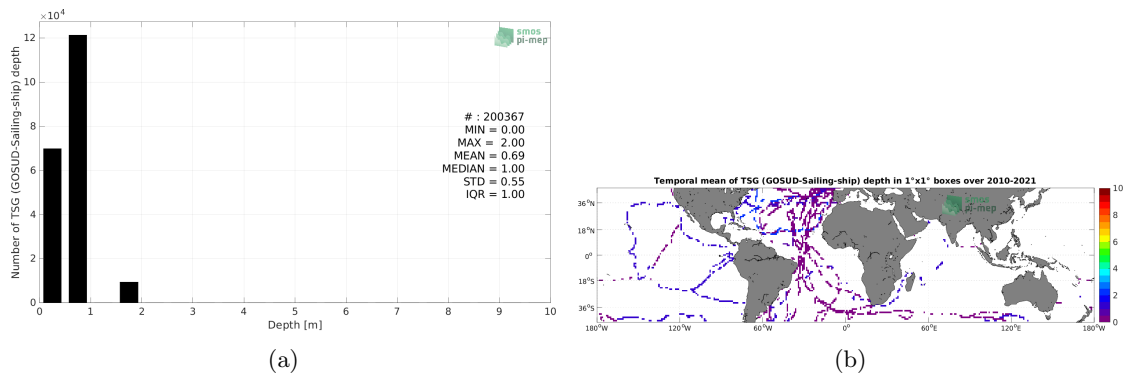 ×10⁴
12
10
8
6
4
2
0
0 1 2 3 4 5 6 7 8 9 10
Number of TSG (GOSUD-Sailing-ship) depth
Depth [m]
smos
pi-mep
# : 200367
MIN = 0.00
MAX = 2.00
MEAN = 0.69
MEDIAN = 1.00
STD = 0.55
IQR = 1.00
(a)
Temporal mean of TSG (GOSUD-Sailing-ship) depth in 1°x1° boxes over 2010-2021
smos
pi-mep
36°N
18°N
0°
18°S
36°S
180°W 120°W 60°W 0° 60°E 120°E 180°W
10
8
6
4
2
0
(b)